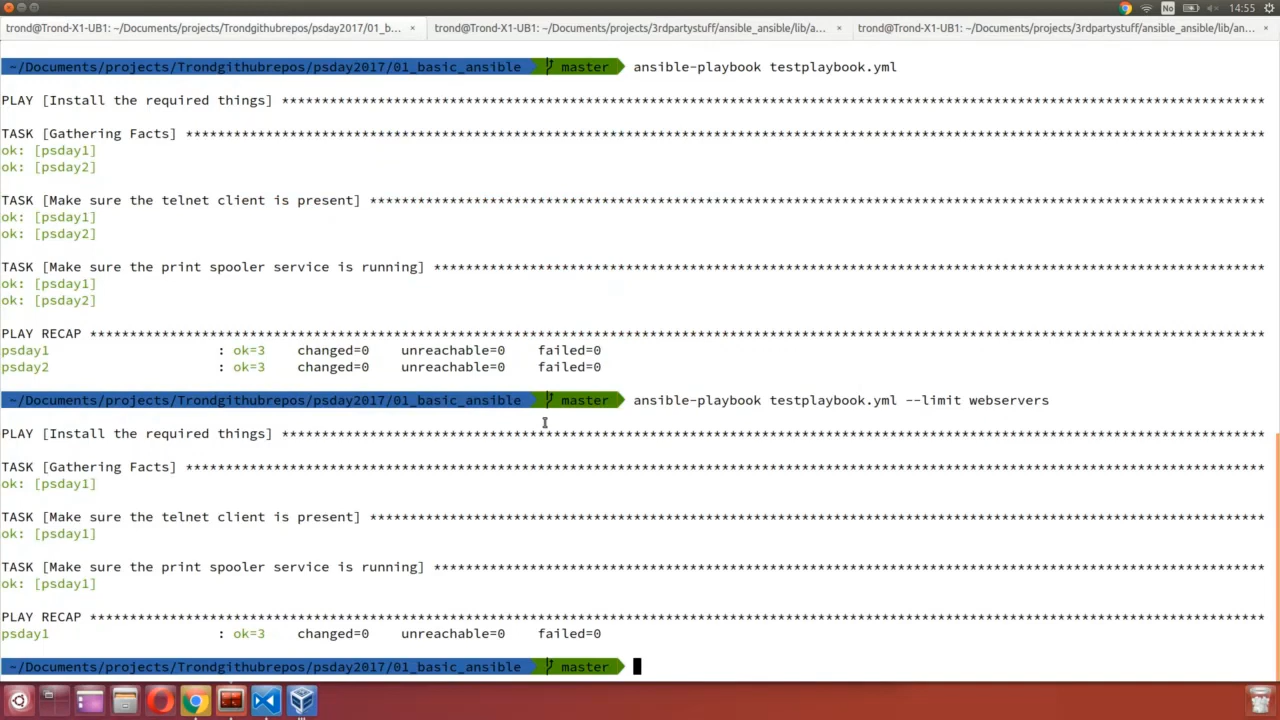 No 14:55
trond@Trond-X1-UB1: ~/Documents/projects/Trondgithubrepos/psday2017/01_b... × trond@Trond-X1-UB1: ~/Documents/projects/3rdpartystuff/ansible_ansible/lib/a... × trond@Trond-X1-UB1: ~/Documents/projects/3rdpartystuff/ansible_ansible/lib/an... ×
~/Documents/projects/Trondgithubrepos/psday2017/01_basic_ansible master ansible-playbook testplaybook.yml
PLAY [Install the required things] ****************************************************************************************************************************
TASK [Gathering Facts] ****************************************************************************************************************************************
ok: [psday1]
ok: [psday2]
TASK [Make sure the telnet client is present] *****************************************************************************************************************
ok: [psday1]
ok: [psday2]
TASK [Make sure the print spooler service is running] *********************************************************************************************************
ok: [psday1]
ok: [psday2]
PLAY RECAP ****************************************************************************************************************************************************
psday1 : ok=3 changed=0 unreachable=0 failed=0
psday2 : ok=3 changed=0 unreachable=0 failed=0
~/Documents/projects/Trondgithubrepos/psday2017/01_basic_ansible master ansible-playbook testplaybook.yml --limit webservers
PLAY [Install the required things] ****************************************************************************************************************************
TASK [Gathering Facts] ****************************************************************************************************************************************
ok: [psday1]
TASK [Make sure the telnet client is present] *****************************************************************************************************************
ok: [psday1]
TASK [Make sure the print spooler service is running] *********************************************************************************************************
ok: [psday1]
PLAY RECAP ****************************************************************************************************************************************************
psday1 : ok=3 changed=0 unreachable=0 failed=0
~/Documents/projects/Trondgithubrepos/psday2017/01_basic_ansible master